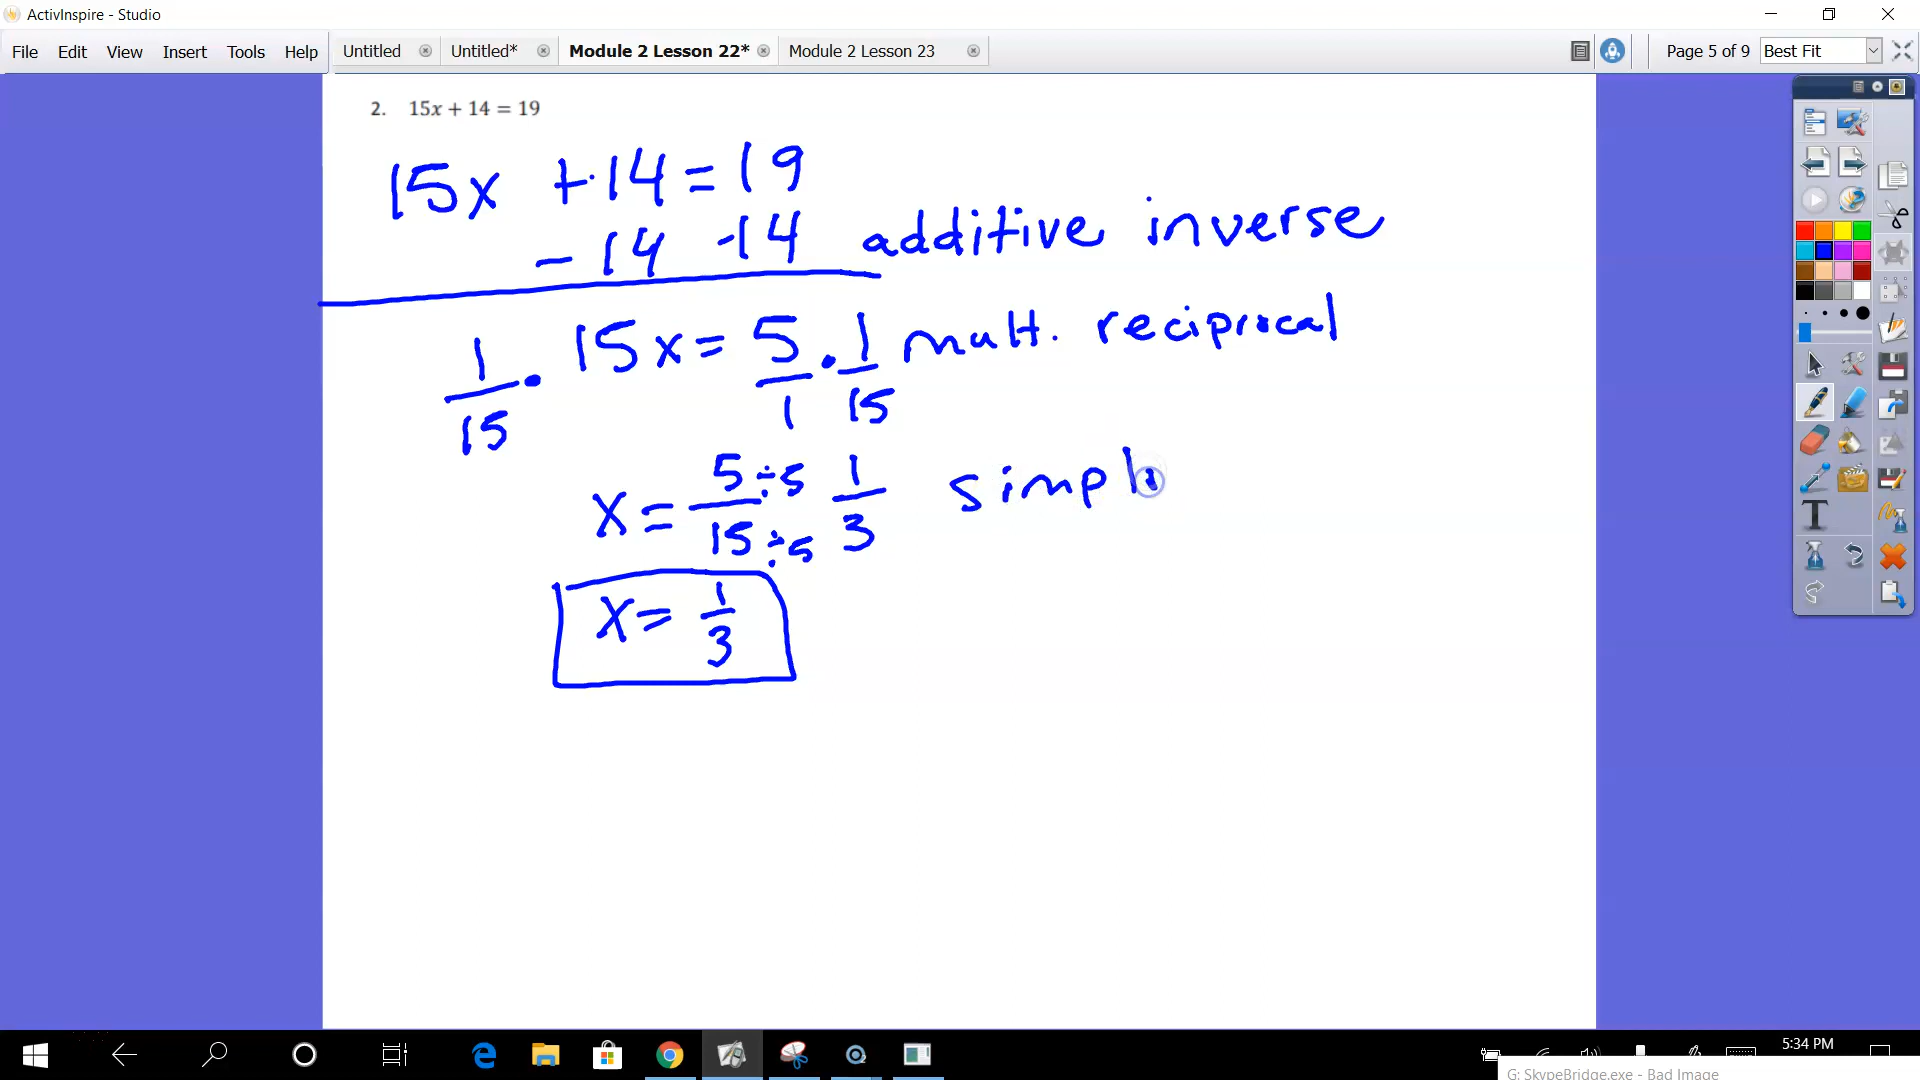 ActivInspire - Studio
File Edit View Insert Tools Help Untitled Untitled* Module 2 Lesson 22* Module 2 Lesson 23 Page 5 of 9 Best Fit
2. 15x + 14 = 19
15x + 14 = 19
- 14 -14 additive inverse
1/15 · 15x = 5/1 · 1/15 mult. reciprocal
x = 5÷5/15÷5 1/3 simpli
x = 1/3
T
5:34 PM
G: SkypeBridge.exe - Bad Image